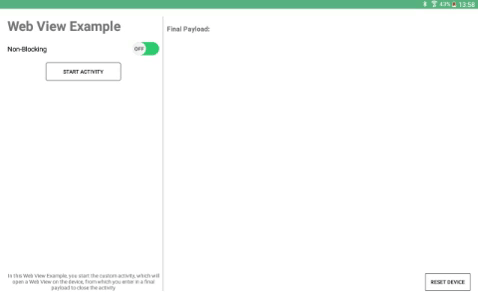 43% 13:58
Web View Example
Final Payload:
Non-Blocking
OFF
START ACTIVITY
In this Web View Example, you start the custom activity, which will
open a Web View on the device, from which you enter in a final
payload to close the activity.
RESET DEVICE